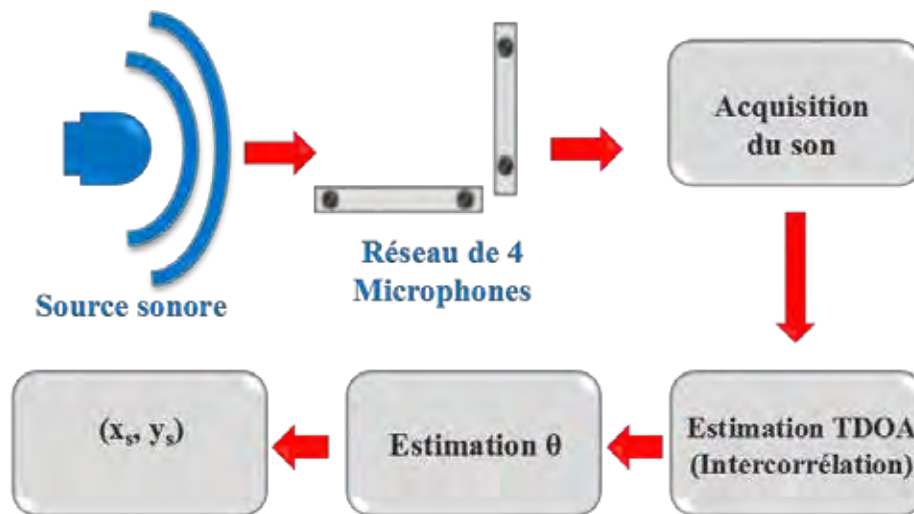 Acquisition
du son
Réseau de 4
Microphones
Source sonore
(xs, ys)
Estimation θ
Estimation TDOA
(Intercorrélation)